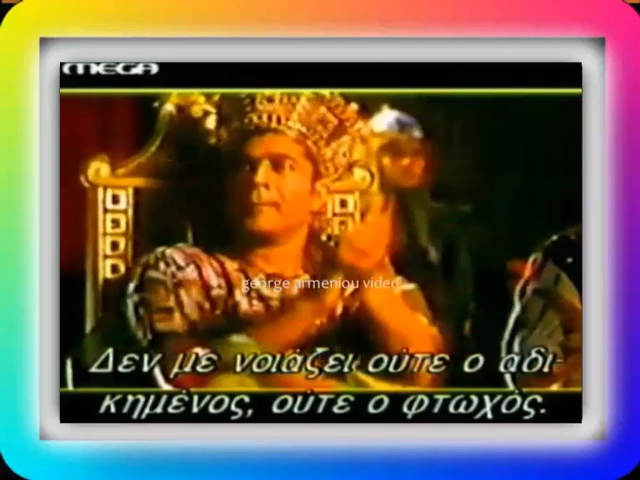 MEGA
george armeniou video
Δεν με νοιάζει ούτε ο αδι-
κημένος, ούτε ο φτωχός.